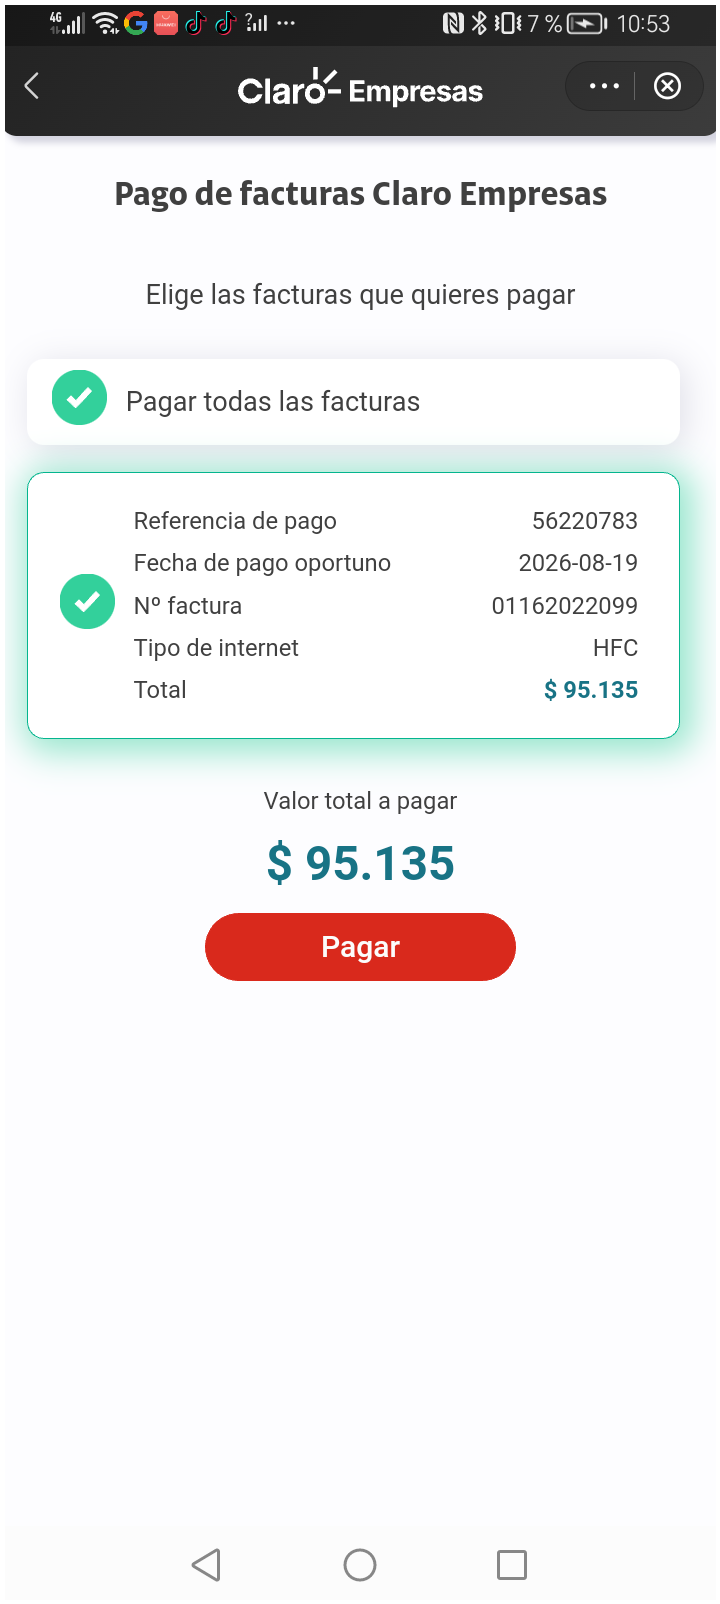 4G ? 7 % 10:53
Claro Empresas
Pago de facturas Claro Empresas
Elige las facturas que quieres pagar
Pagar todas las facturas
Referencia de pago 56220783
Fecha de pago oportuno 2026-08-19
Nº factura 01162022099
Tipo de internet HFC
Total $ 95.135
Valor total a pagar
$ 95.135
Pagar